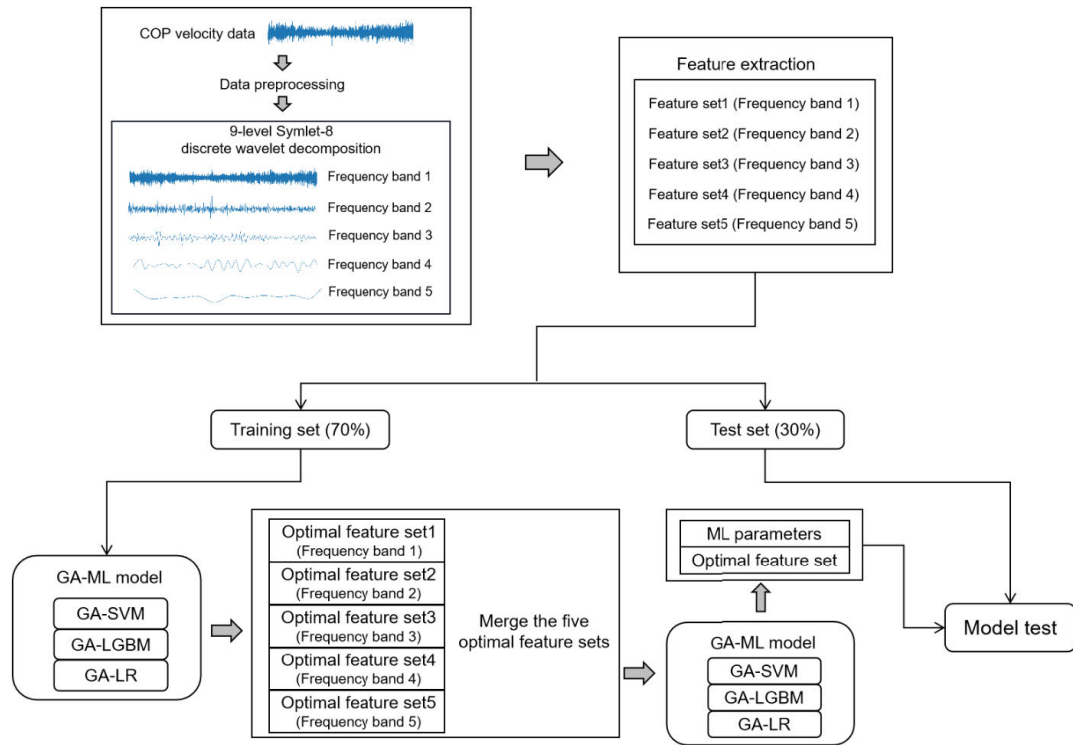 COP velocity data
Data preprocessing
9-level Symlet-8
discrete wavelet decomposition
Frequency band 1
Frequency band 2
Frequency band 3
Frequency band 4
Frequency band 5
Feature extraction
Feature set1 (Frequency band 1)
Feature set2 (Frequency band 2)
Feature set3 (Frequency band 3)
Feature set4 (Frequency band 4)
Feature set5 (Frequency band 5)
Training set (70%)
Test set (30%)
GA-ML model
GA-SVM
GA-LGBM
GA-LR
Optimal feature set1
(Frequency band 1)
Optimal feature set2
(Frequency band 2)
Optimal feature set3
(Frequency band 3)
Optimal feature set4
(Frequency band 4)
Optimal feature set5
(Frequency band 5)
Merge the five
optimal feature sets
ML parameters
Optimal feature set
GA-ML model
GA-SVM
GA-LGBM
GA-LR
Model test